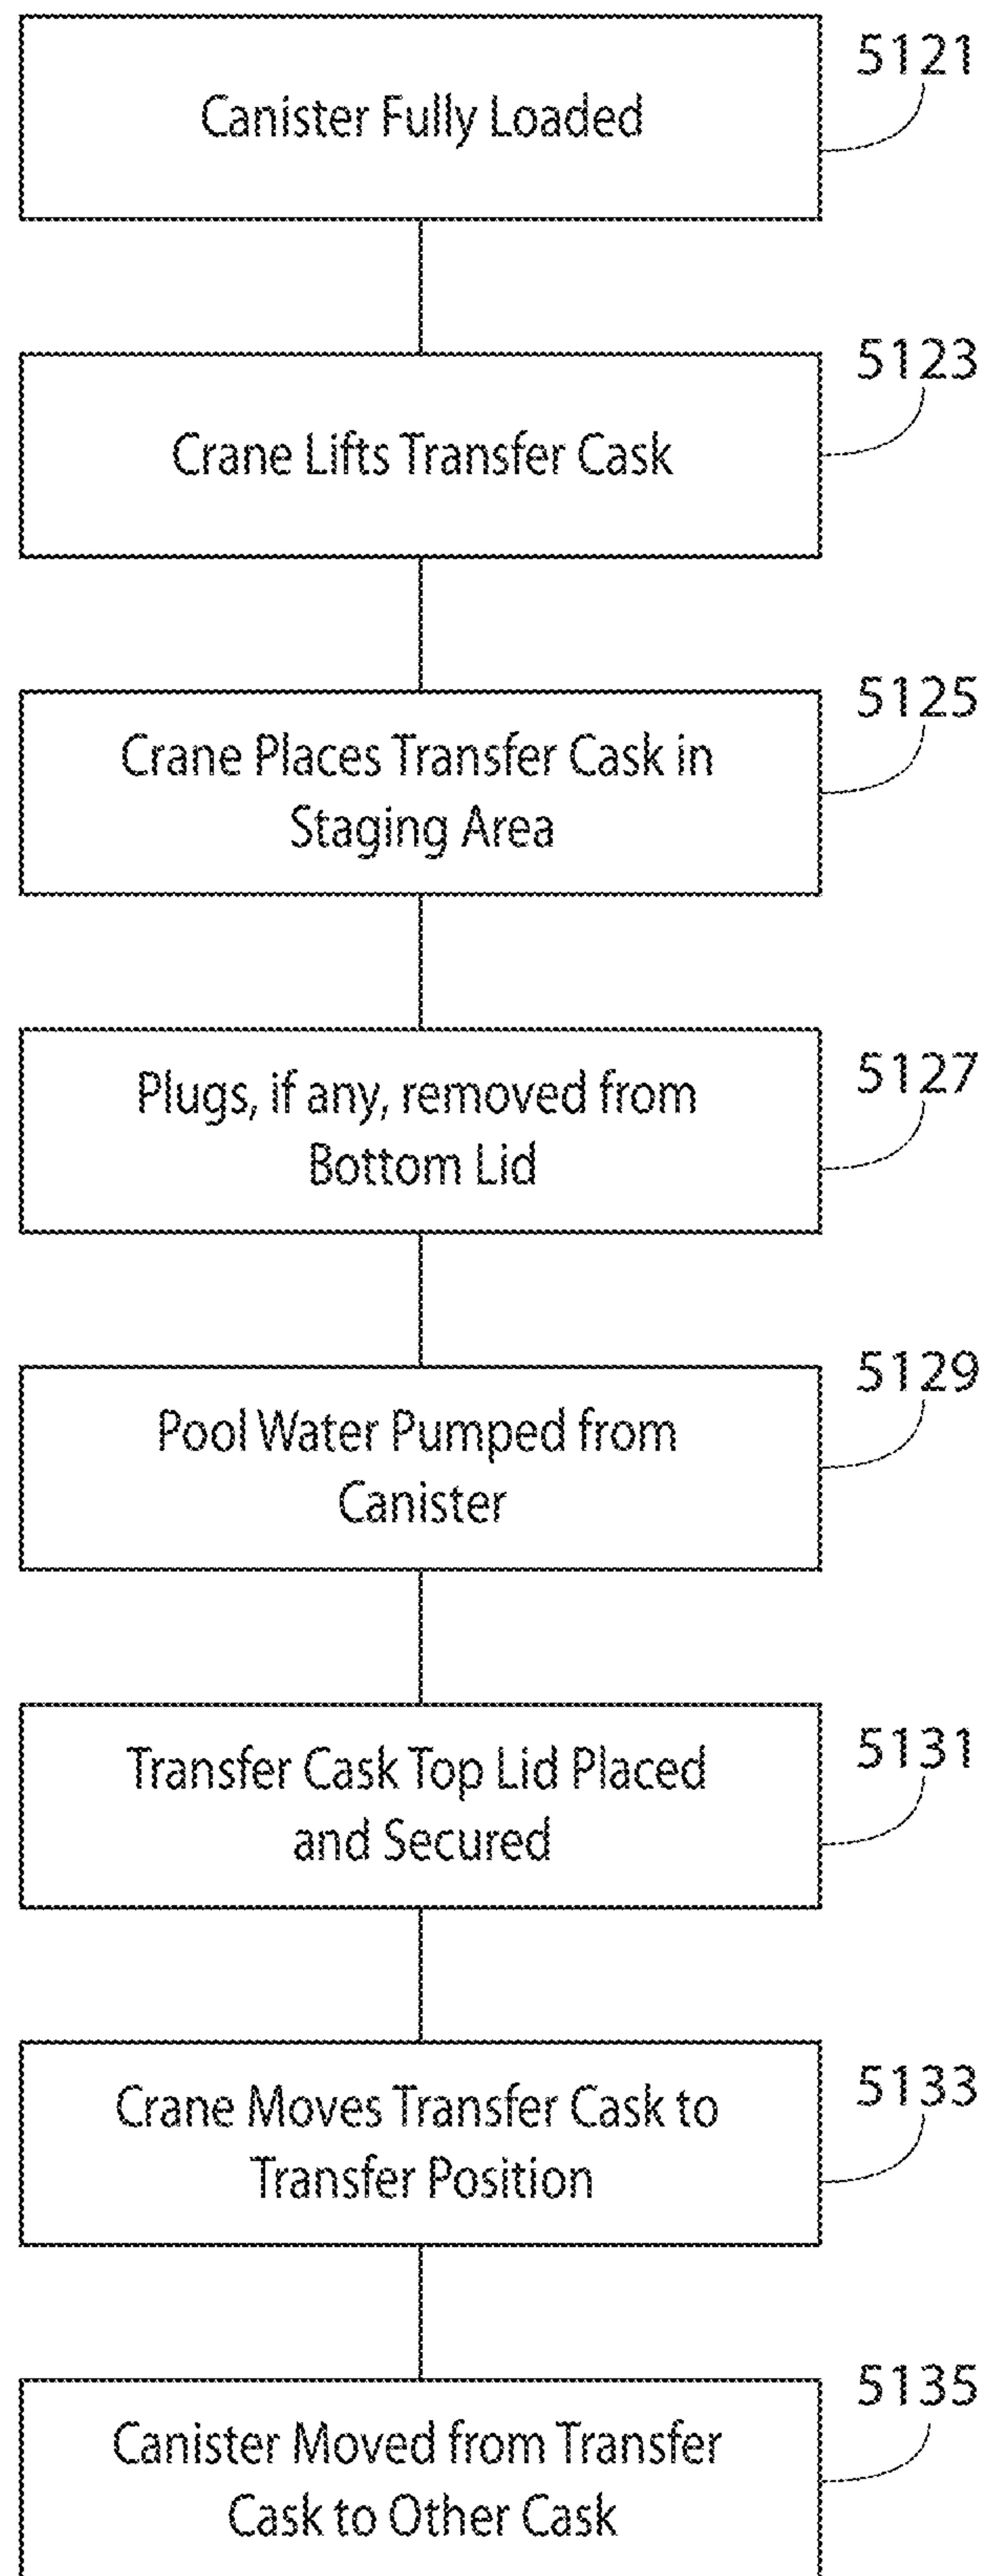 5121
Canister Fully Loaded
5123
Crane Lifts Transfer Cask
5125
Crane Places Transfer Cask in
Staging Area
5127
Plugs, if any, removed from
Bottom Lid
5129
Pool Water Pumped from
Canister
5131
Transfer Cask Top Lid Placed
and Secured
5133
Crane Moves Transfer Cask to
Transfer Position
5135
Canister Moved from Transfer
Cask to Other Cask